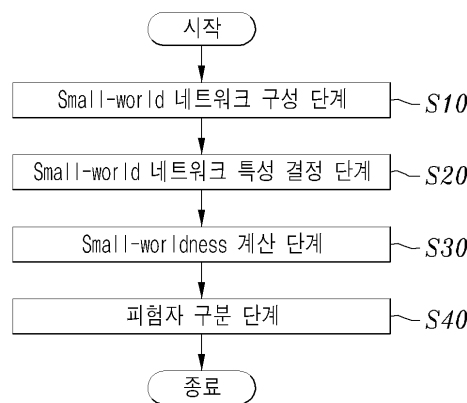 시작
Small-world 네트워크 구성 단계 S10
Small-world 네트워크 특성 결정 단계 S20
Small-worldness 계산 단계 S30
피험자 구분 단계 S40
종료